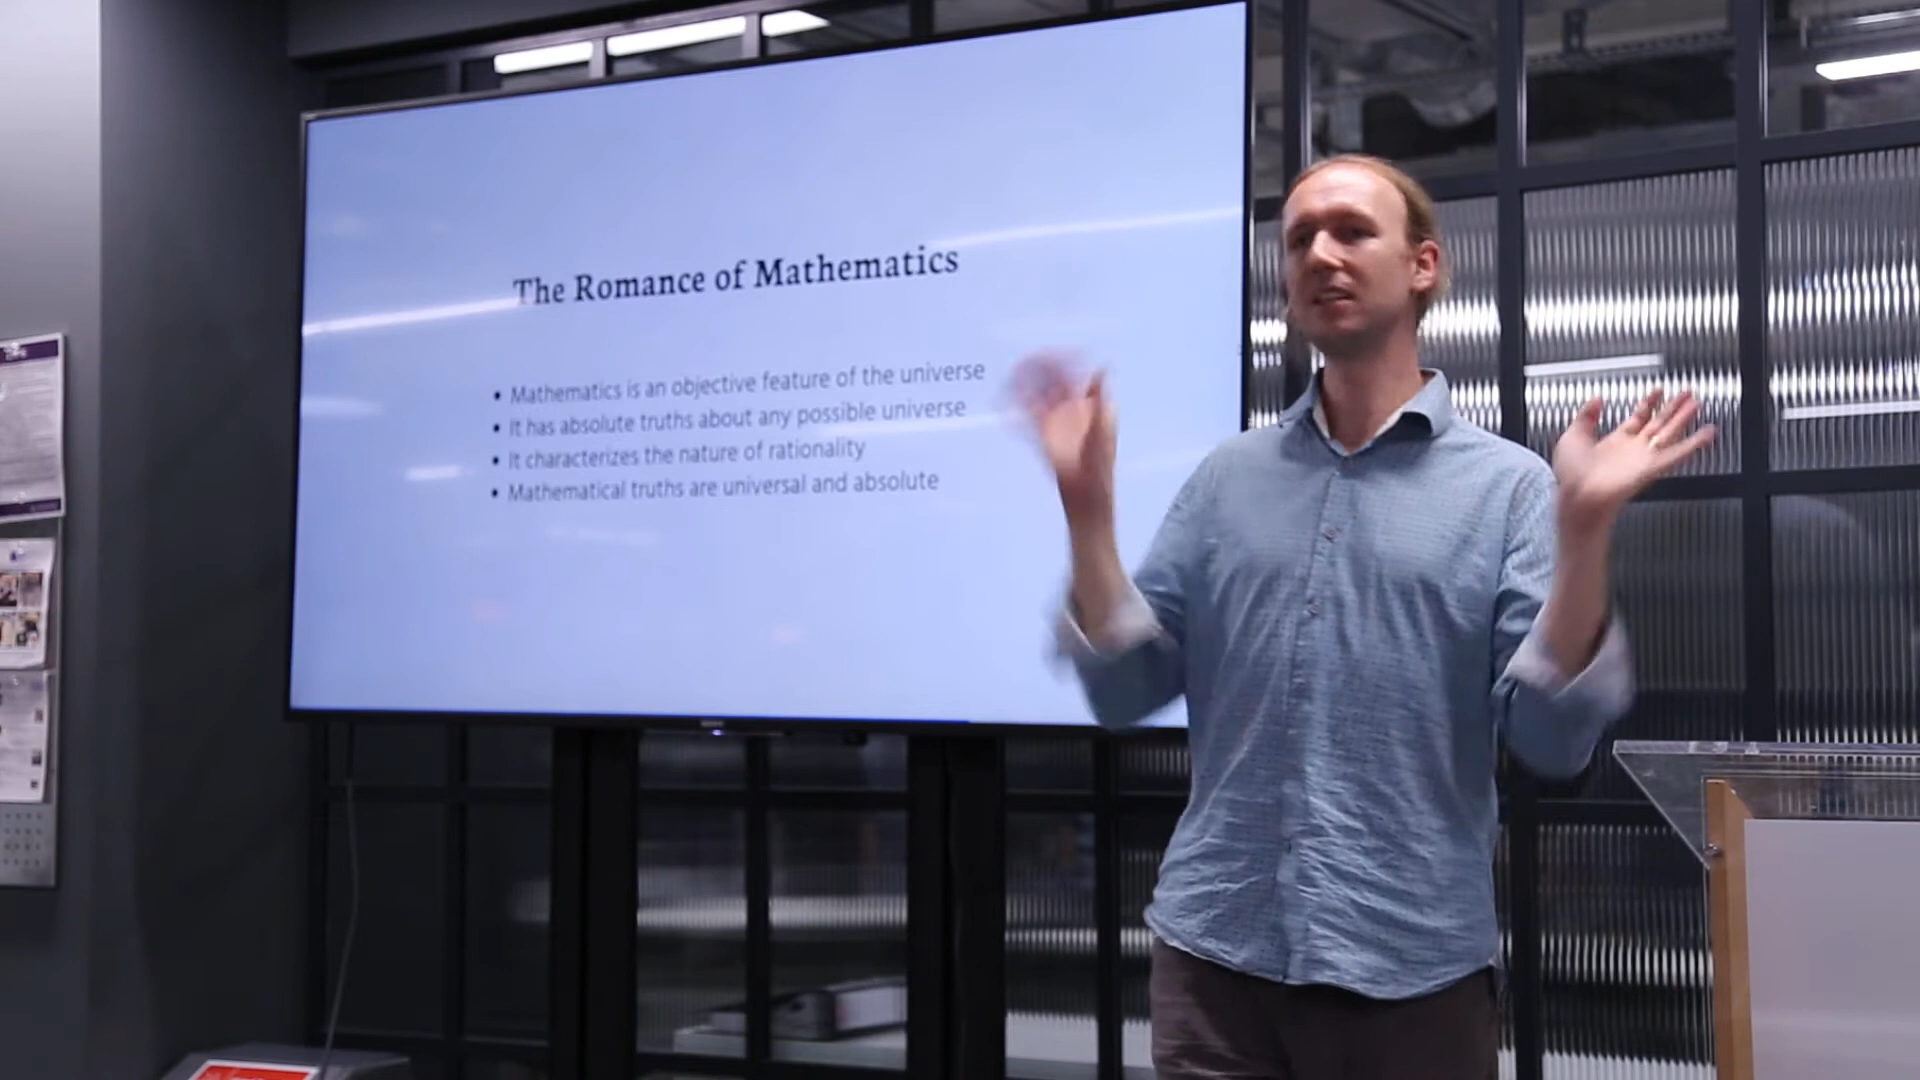 The Romance of Mathematics
• Mathematics is an objective feature of the universe
• It has absolute truths about any possible universe
• It characterizes the nature of rationality
• Mathematical truths are universal and absolute